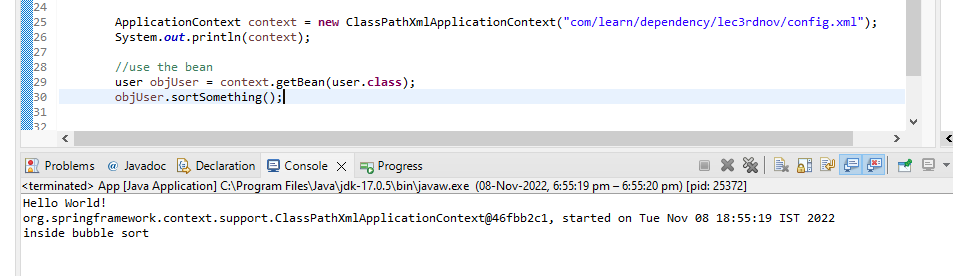 24
25 ApplicationContext context = new ClassPathXmlApplicationContext("com/learn/dependency/lec3rdnov/config.xml");
26 System.out.println(context);
27
28 //use the bean
29 user objUser = context.getBean(user.class);
30 objUser.sortSomething();
31
32
Problems @ Javadoc Declaration Console Progress
<terminated> App [Java Application] C:\Program Files\Java\jdk-17.0.5\bin\javaw.exe (08-Nov-2022, 6:55:19 pm – 6:55:20 pm) [pid: 25372]
Hello World!
org.springframework.context.support.ClassPathXmlApplicationContext@46fbb2c1, started on Tue Nov 08 18:55:19 IST 2022
inside bubble sort